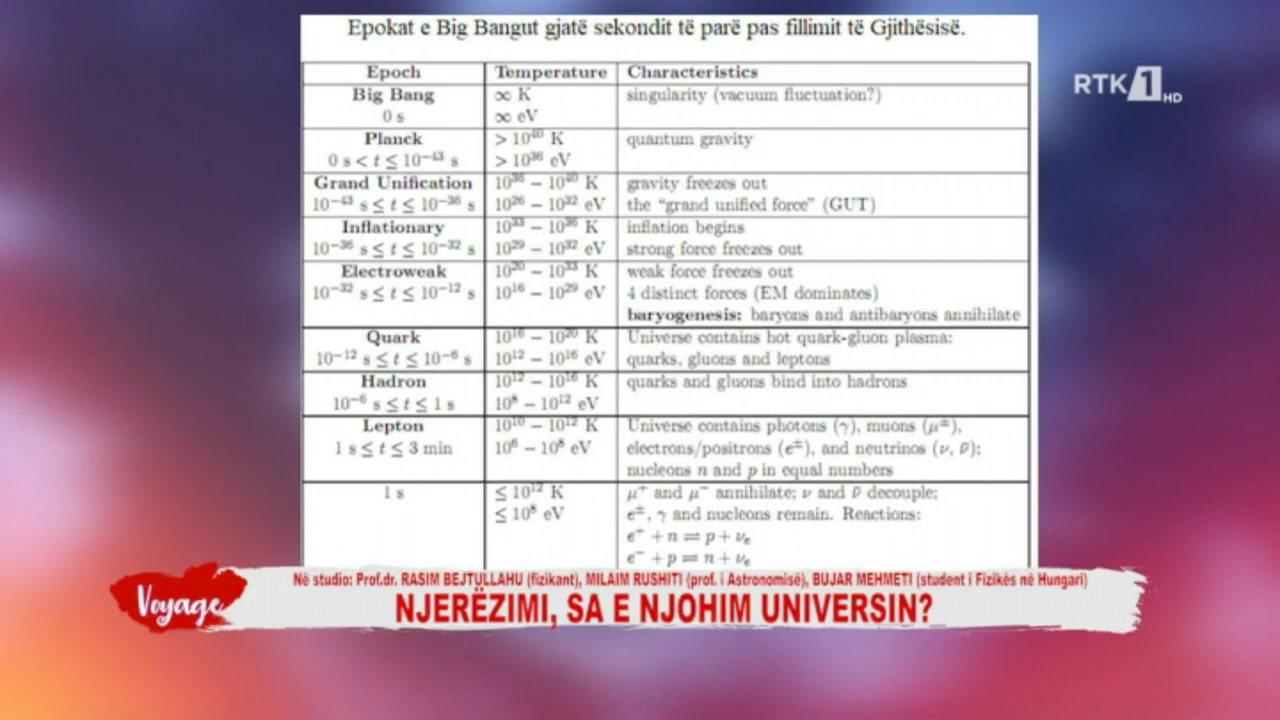 Epokat e Big Bangut gjatë sekondit të parë pas fillimit të Gjithësisë.
RTK 1 HD
Epoch Temperature Characteristics
Big Bang ∞ K singularity (vacuum fluctuation?)
0 s ∞ eV
Planck > 10⁴⁰ K quantum gravity
0 s < t ≤ 10⁻⁴³ s > 10³⁶ eV
Grand Unification 10³⁶ – 10⁴⁰ K gravity freezes out
10⁻⁴³ s ≤ t ≤ 10⁻³⁶ s 10²⁶ – 10³² eV the “grand unified force” (GUT)
Inflationary 10³³ – 10³⁶ K inflation begins
10⁻³⁶ s ≤ t ≤ 10⁻³² s 10²⁹ – 10³² eV strong force freezes out
Electroweak 10²⁰ – 10³³ K weak force freezes out
10⁻³² s ≤ t ≤ 10⁻¹² s 10¹⁶ – 10²⁹ eV 4 distinct forces (EM dominates)
baryogenesis: baryons and antibaryons annihilate
Quark 10¹⁶ – 10²⁰ K Universe contains hot quark-gluon plasma:
10⁻¹² s ≤ t ≤ 10⁻⁶ s 10¹² – 10¹⁶ eV quarks, gluons and leptons
Hadron 10¹² – 10¹⁶ K quarks and gluons bind into hadrons
10⁻⁶ s ≤ t ≤ 1 s 10⁸ – 10¹² eV
Lepton 10¹⁰ – 10¹² K Universe contains photons (γ), muons (μ±),
1 s ≤ t ≤ 3 min 10⁶ – 10⁸ eV electrons/positrons (e±), and neutrinos (ν, ν̄);
nucleons n and p in equal numbers
1 s ≤ 10¹² K μ⁺ and μ⁻ annihilate; ν and ν̄ decouple;
≤ 10⁸ eV e±, γ and nucleons remain. Reactions:
e⁺ + n ⇌ p + νₑ
e⁻ + p ⇌ n + νₑ
Në studio: Prof.dr. RASIM BEJTULLAHU (fizikant), MILAIM RUSHITI (prof. i Astronomisë), BUJAR MEHMETI (student i Fizikës në Hungari)
Voyage
NJERËZIMI, SA E NJOHIM UNIVERSIN?